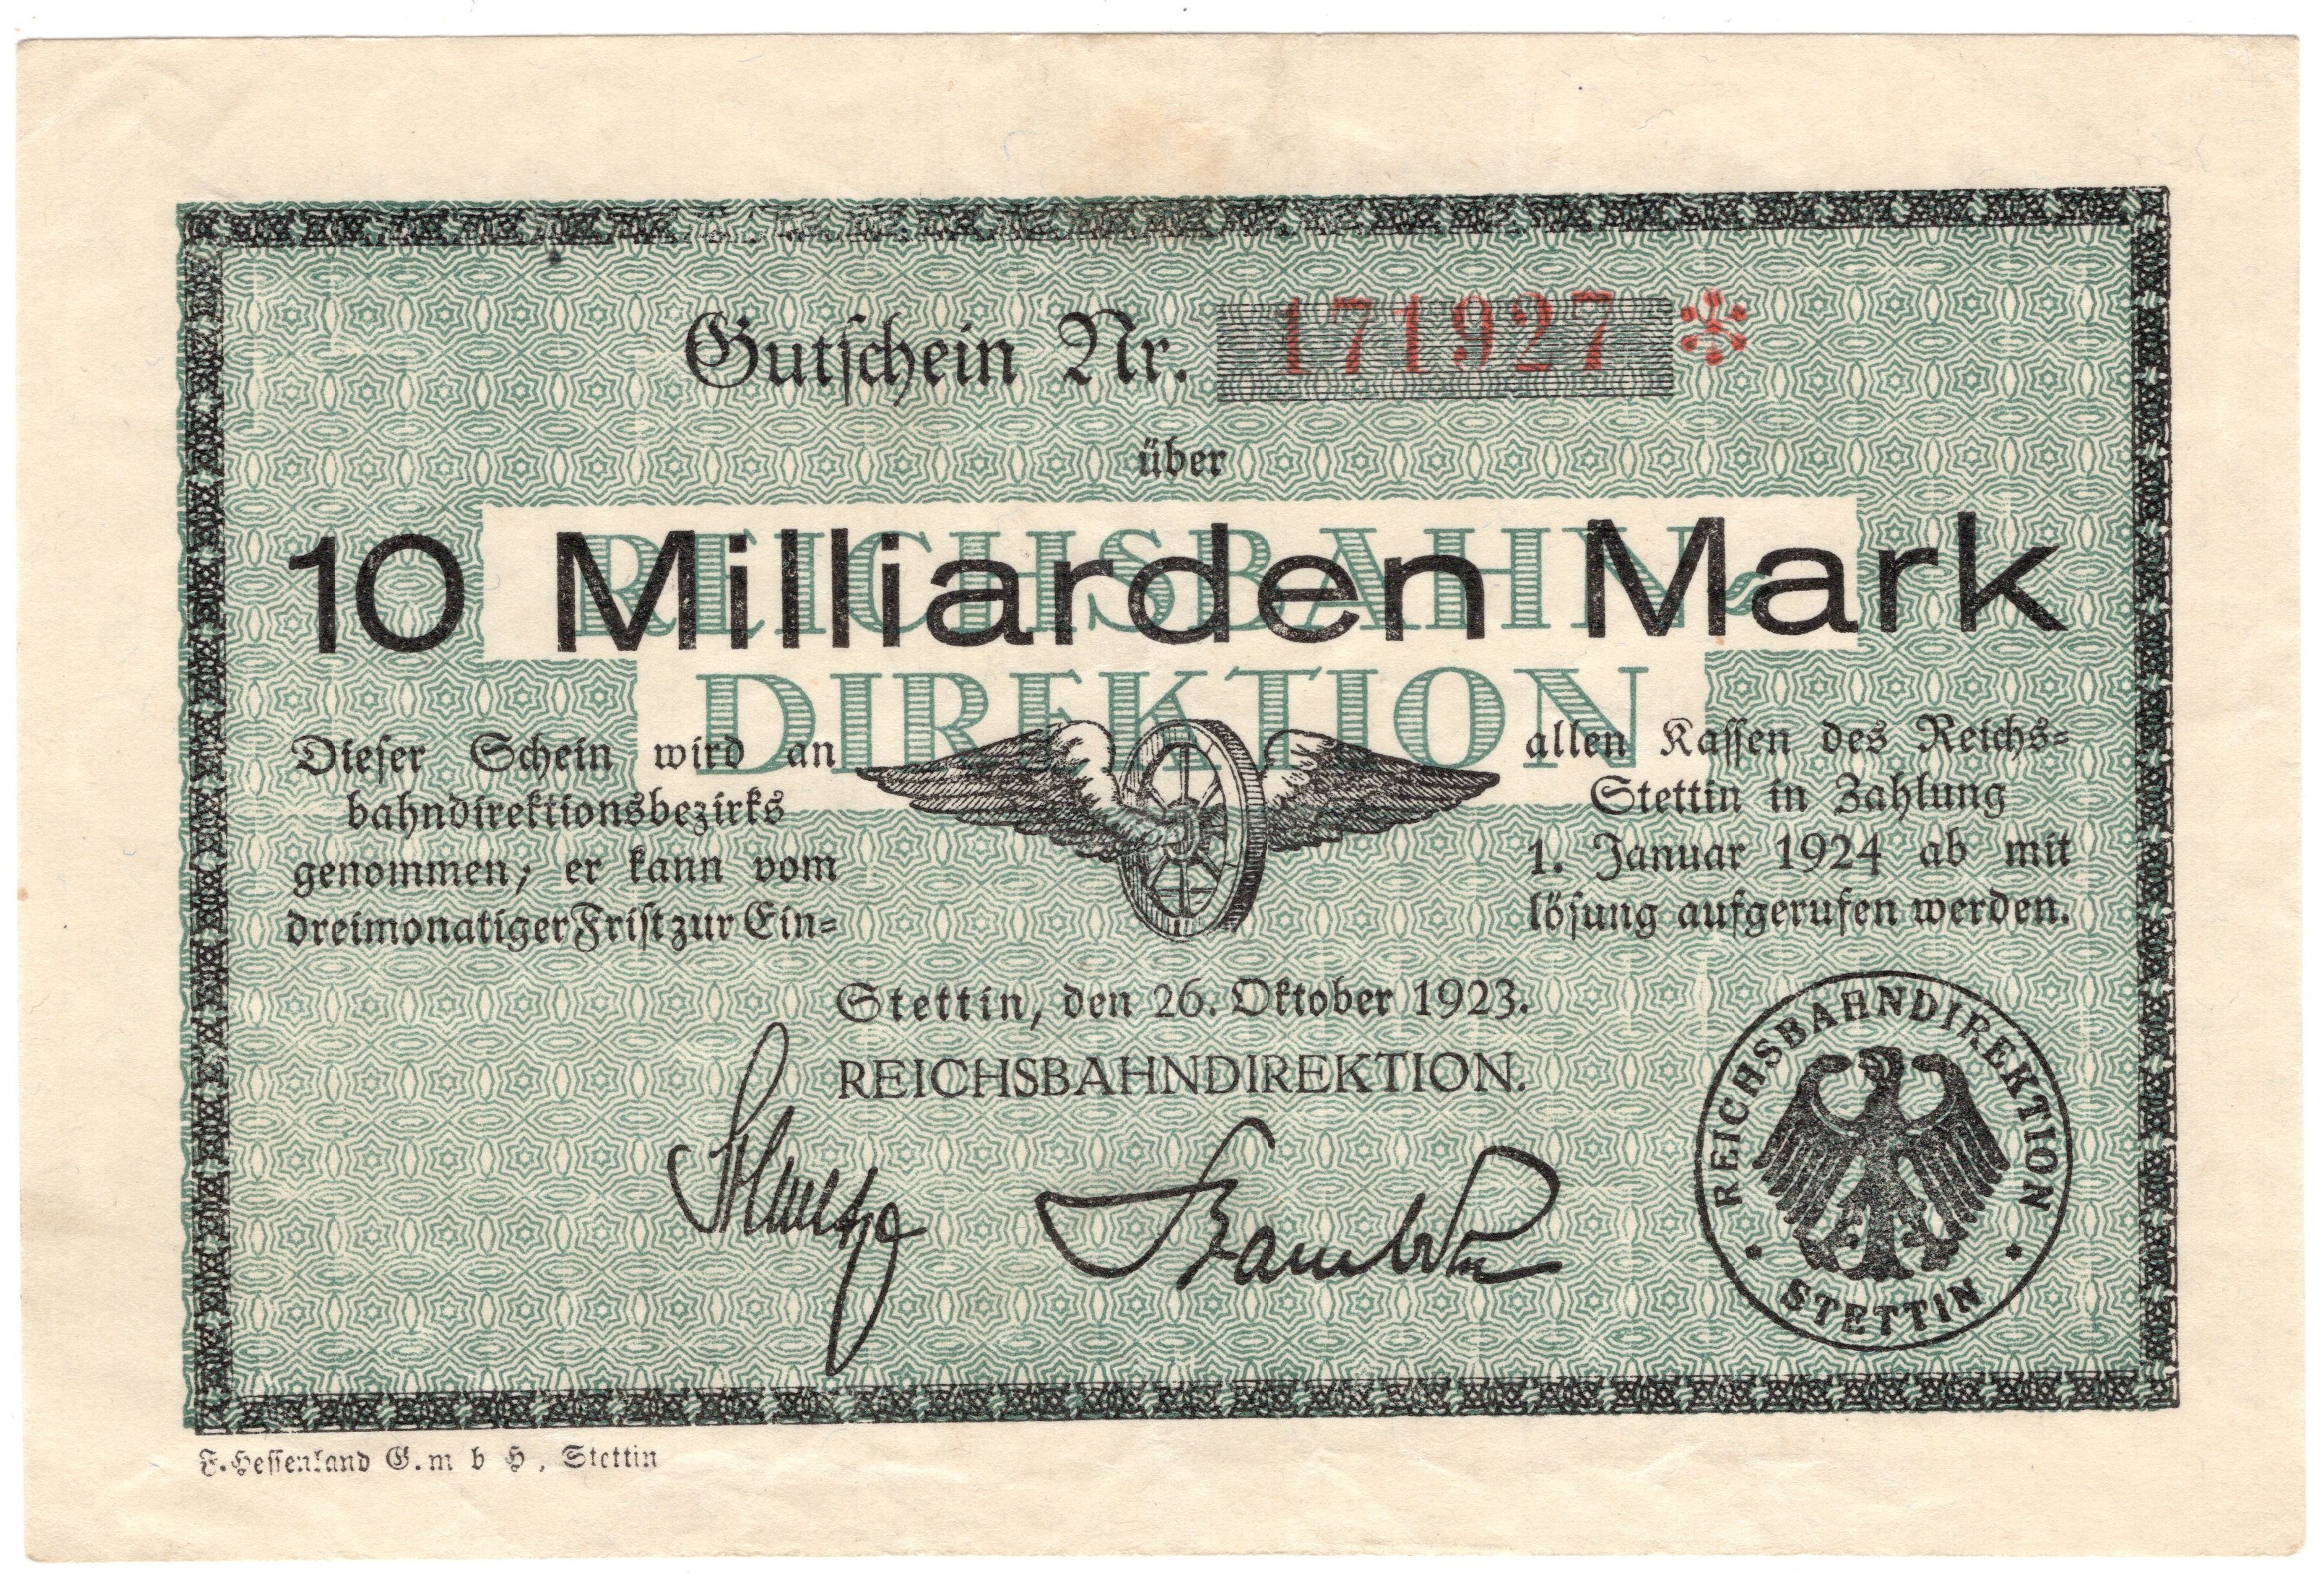 Gutschein Nr. 171927
über
10 Milliarden Mark
REICHSBAHN-
DIREKTION
Dieser Schein wird an allen Kassen des Reichs-
bahndirektionsbezirks Stettin in Zahlung
genommen; er kann vom 1. Januar 1924 ab mit
dreimonatiger Frist zur Ein- lösung aufgerufen werden.
Stettin, den 26. Oktober 1923.
REICHSBAHNDIREKTION.
REICHSBAHNDIREKTION
STETTIN
F. Hessenland G. m b H, Stettin